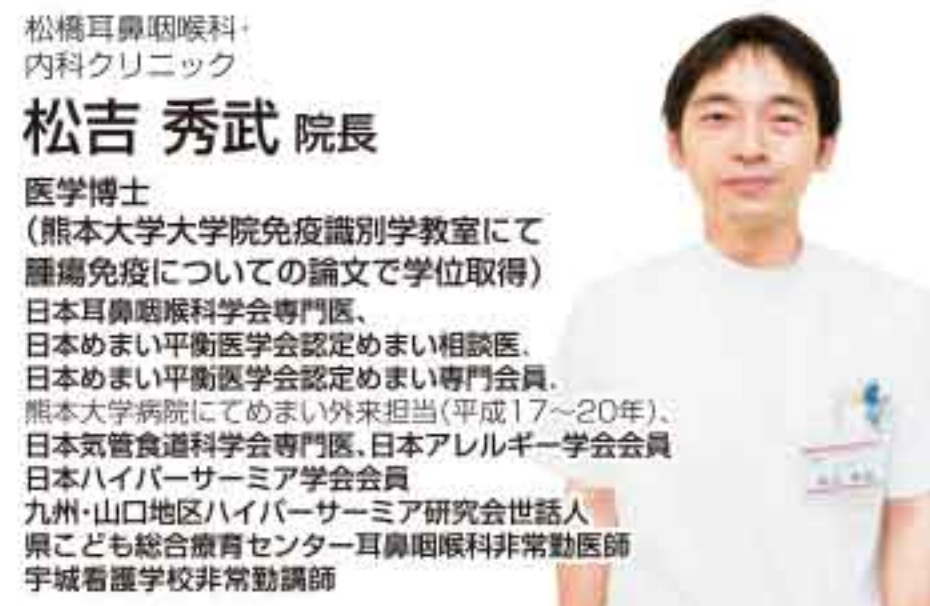 松橋耳鼻咽喉科・
内科クリニック
松吉 秀武 院長
医学博士
(熊本大学大学院免疫識別学教室にて
腫瘍免疫についての論文で学位取得)
日本耳鼻咽喉科学会専門医、
日本めまい平衡医学会認定めまい相談医、
日本めまい平衡医学会認定めまい専門会員、
熊本大学病院にてめまい外来担当(平成17〜20年)、
日本気管食道科学会専門医、日本アレルギー学会会員
日本ハイパーサーミア学会会員
九州・山口地区ハイパーサーミア研究会世話人
県こども総合療育センター耳鼻咽喉科非常勤医師
宇城看護学校非常勤講師